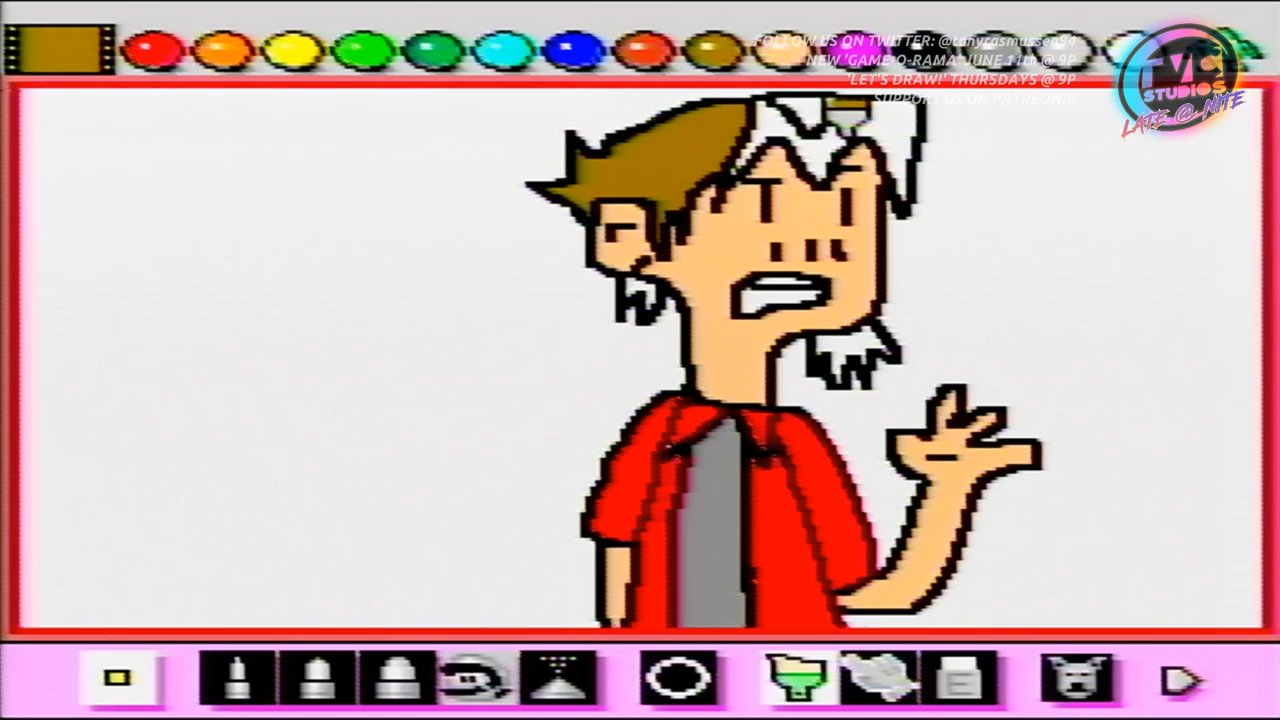 FOLLOW US ON TWITTER: @tonyrasmussen94
NEW 'GAME-O-RAMA' JUNE 11th @ 9P
'LET'S DRAW!' THURSDAYS @ 9P
SUPPORT US ON PATREON!!!
TVC
STUDIOS
LATE @ NITE